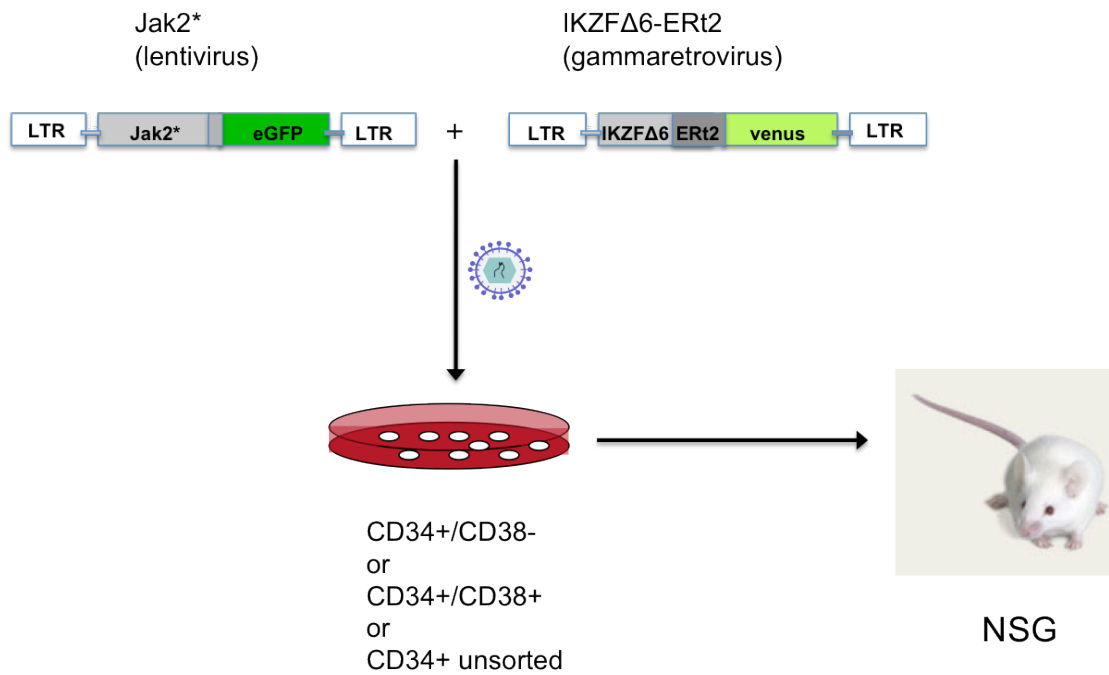 Jak2*
(lentivirus)
IKZFΔ6-ERt2
(gammaretrovirus)
LTR
Jak2*
eGFP
LTR
+
LTR
IKZFΔ6
ERt2
venus
LTR
CD34+/CD38-
or
CD34+/CD38+
or
CD34+ unsorted
NSG